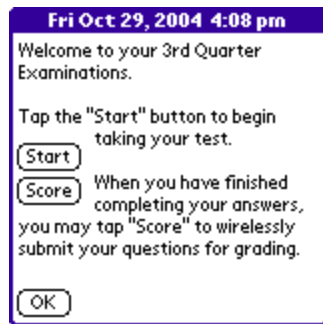 Fri Oct 29, 2004 4:08 pm
Welcome to your 3rd Quarter
Examinations.
Tap the "Start" button to begin
taking your test.
Start
Score
When you have finished
completing your answers,
you may tap "Score" to wirelessly
submit your questions for grading.
OK